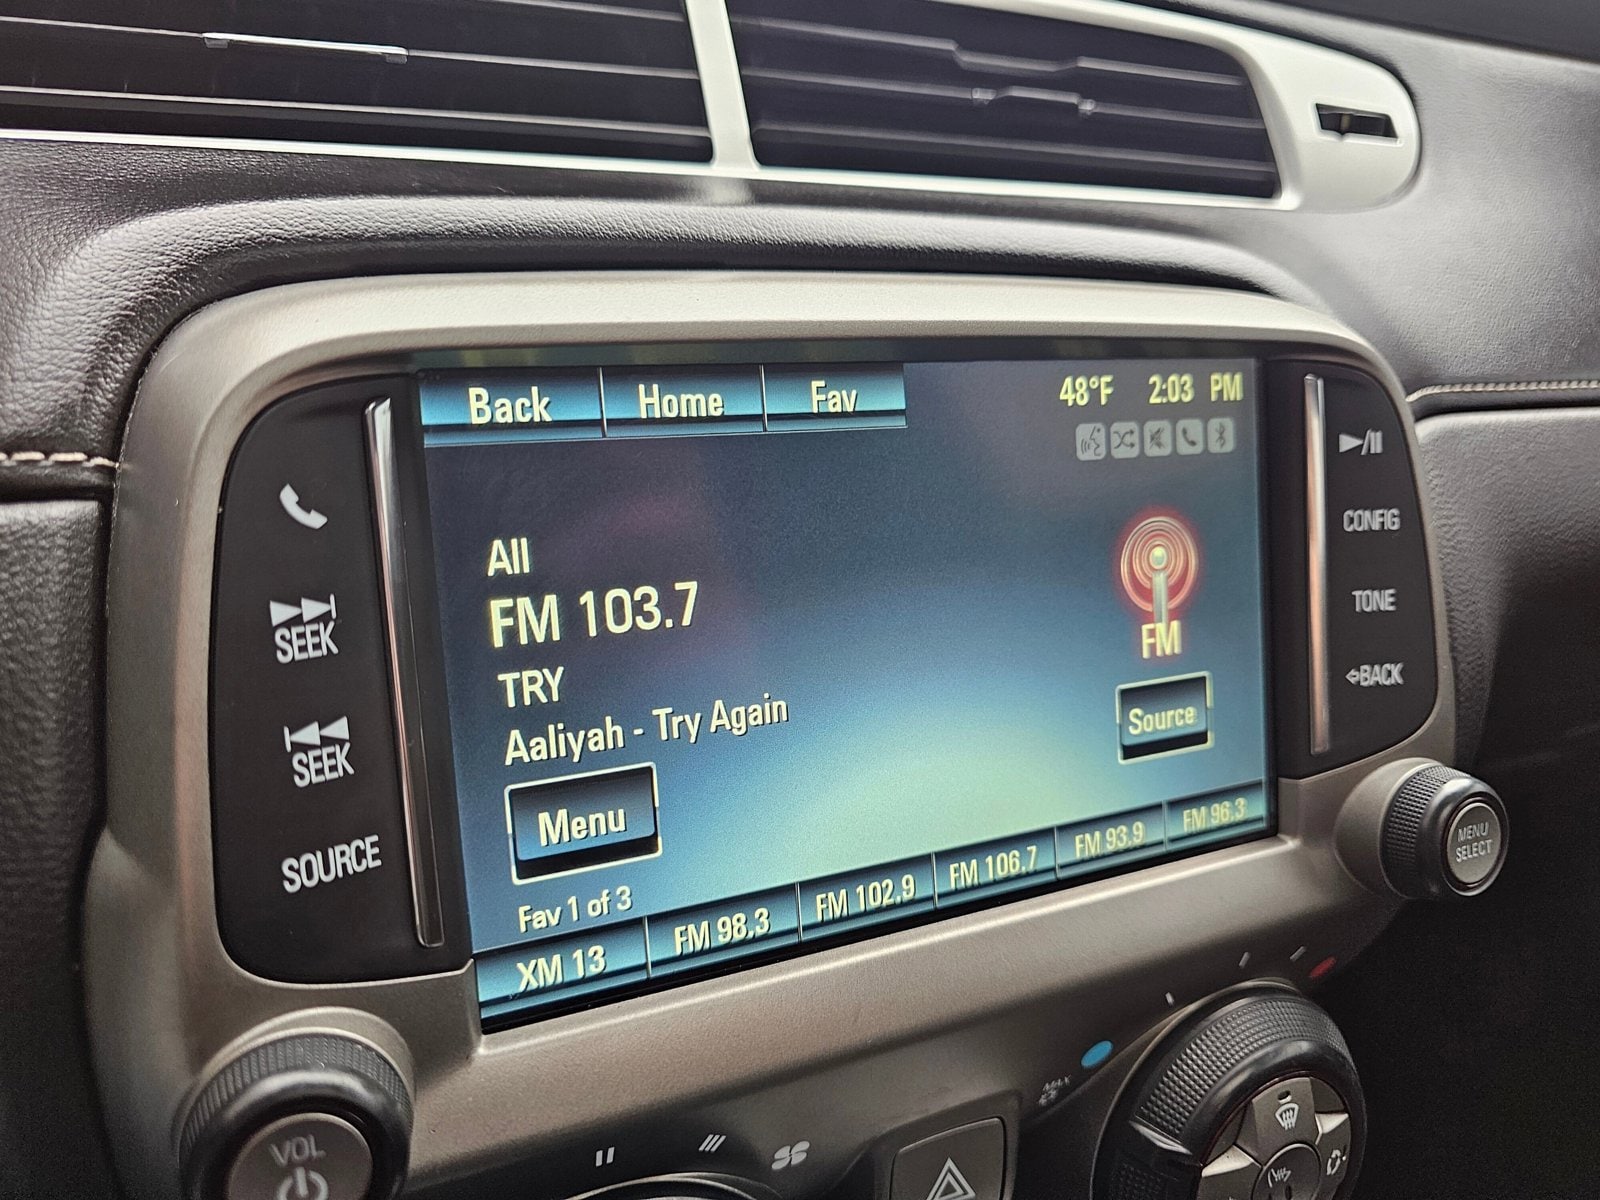 Back Home Fav
48°F 2:03 PM
All
FM 103.7
TRY
Aaliyah - Try Again
Menu
Fav 1 of 3
XM 13 FM 98.3 FM 102.9 FM 106.7 FM 93.9 FM 96.3
FM
Source
SEEK
SEEK
SOURCE
CONFIG
TONE
BACK
MENU
SELECT
VOL
MAX